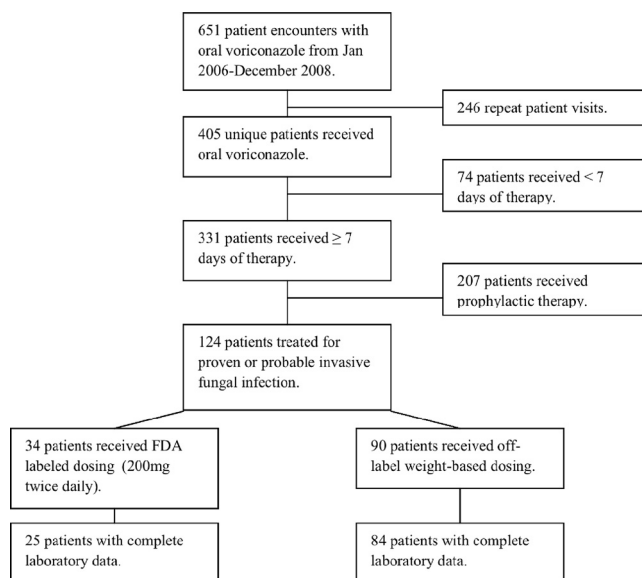 651 patient encounters with
oral voriconazole from Jan
2006-December 2008.
246 repeat patient visits.
405 unique patients received
oral voriconazole.
74 patients received < 7
days of therapy.
331 patients received ≥ 7
days of therapy.
207 patients received
prophylactic therapy.
124 patients treated for
proven or probable invasive
fungal infection.
34 patients received FDA
labeled dosing (200mg
twice daily).
90 patients received off-
label weight-based dosing.
25 patients with complete
laboratory data.
84 patients with complete
laboratory data.